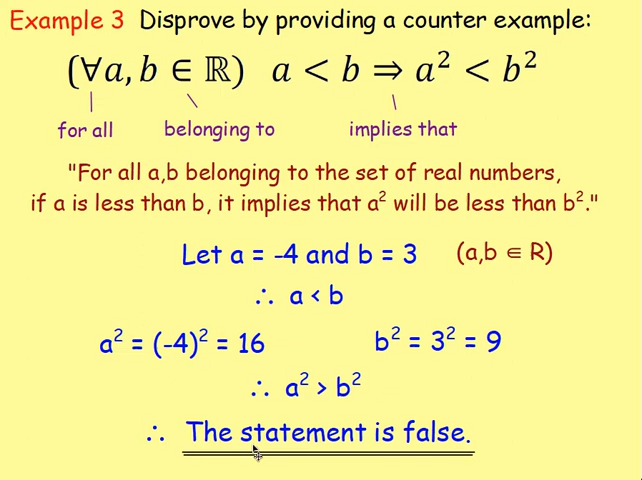 Example 3 Disprove by providing a counter example:
(∀a, b ∈ ℝ) a < b ⇒ a² < b²
for all belonging to implies that
"For all a,b belonging to the set of real numbers,
if a is less than b, it implies that a² will be less than b²."
Let a = -4 and b = 3 (a,b ∈ R)
∴ a < b
a² = (-4)² = 16 b² = 3² = 9
∴ a² > b²
∴ The statement is false.